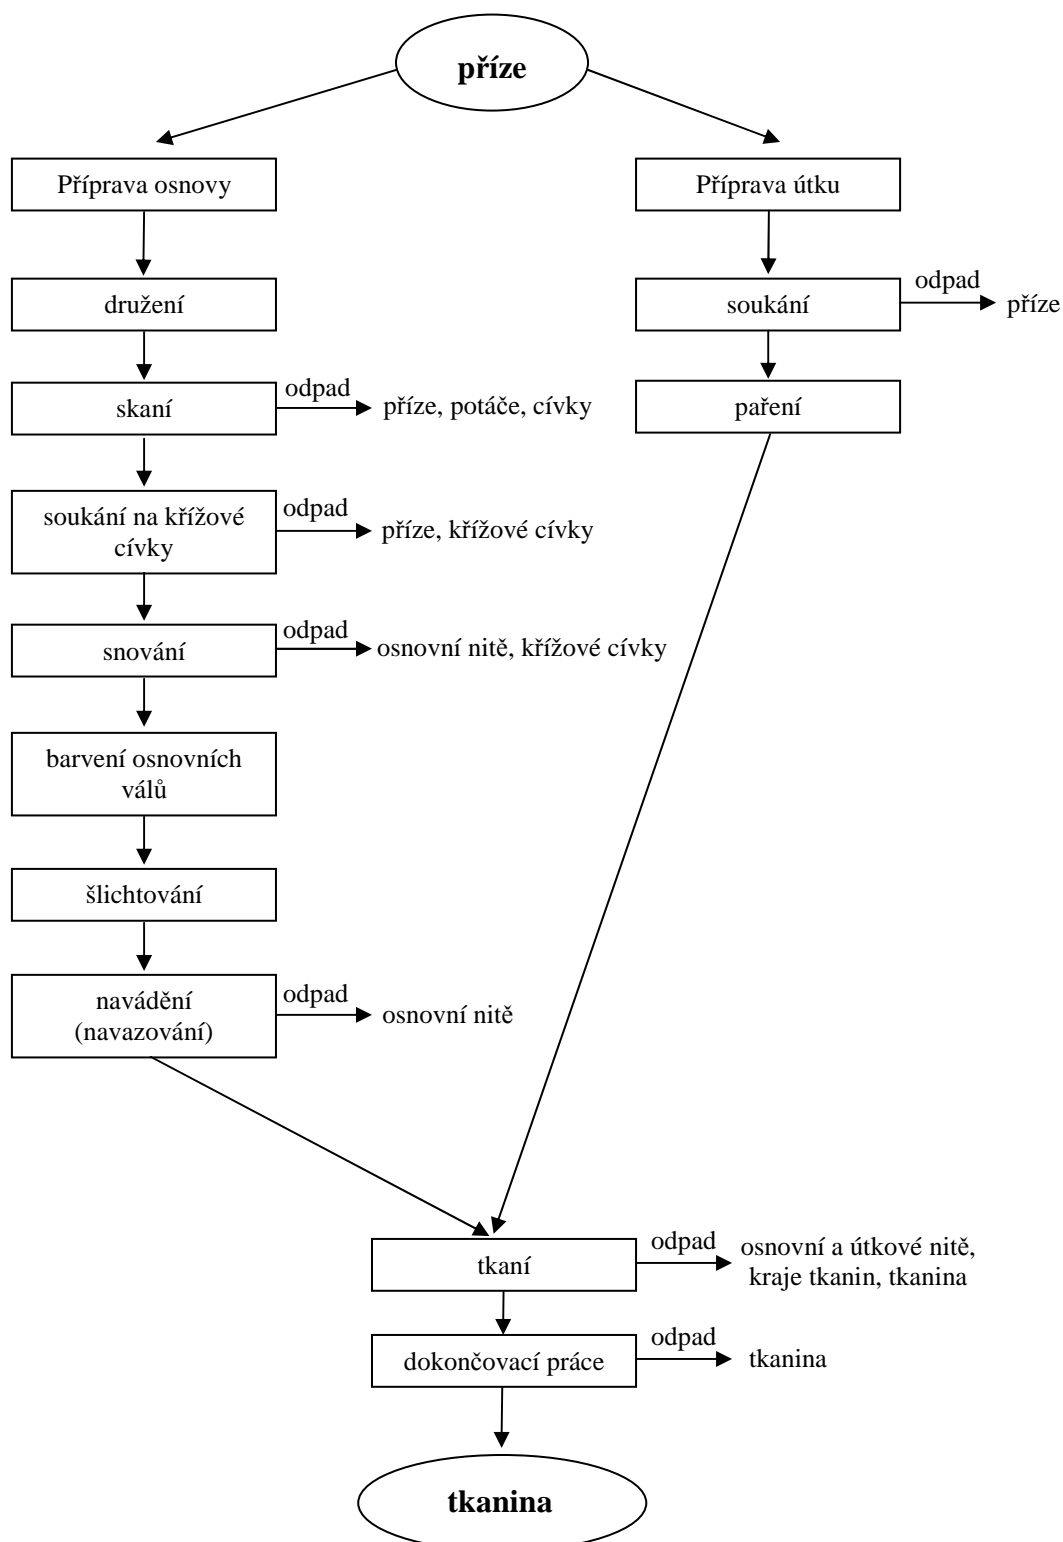 příze
Příprava osnovy
Příprava útku
družení
soukání
odpad
příze
skaní
odpad
příze, potáče, cívky
paření
soukání na křížové
cívky
odpad
příze, křížové cívky
snování
odpad
osnovní nitě, křížové cívky
barvení osnovních
válů
šlichtování
navádění
(navazování)
odpad
osnovní nitě
tkaní
odpad
osnovní a útkové nitě,
kraje tkanin, tkanina
dokončovací práce
odpad
tkanina
tkanina